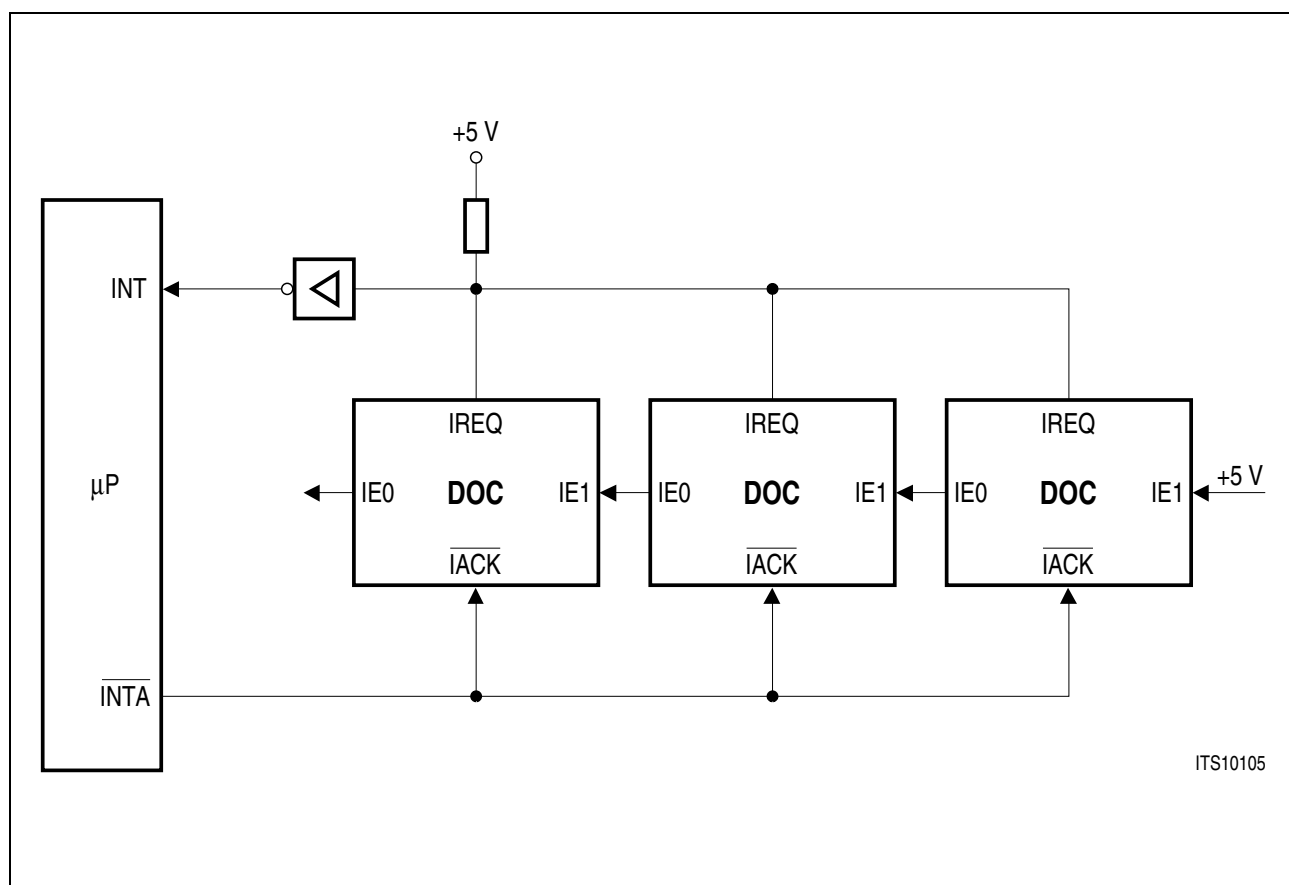 +5 V
INT
IREQ
IREQ
IREQ
μP
IE0 DOC IE1
IE0 DOC IE1
IE0 DOC IE1
+5 V
IACK
IACK
IACK
INTA
ITS10105